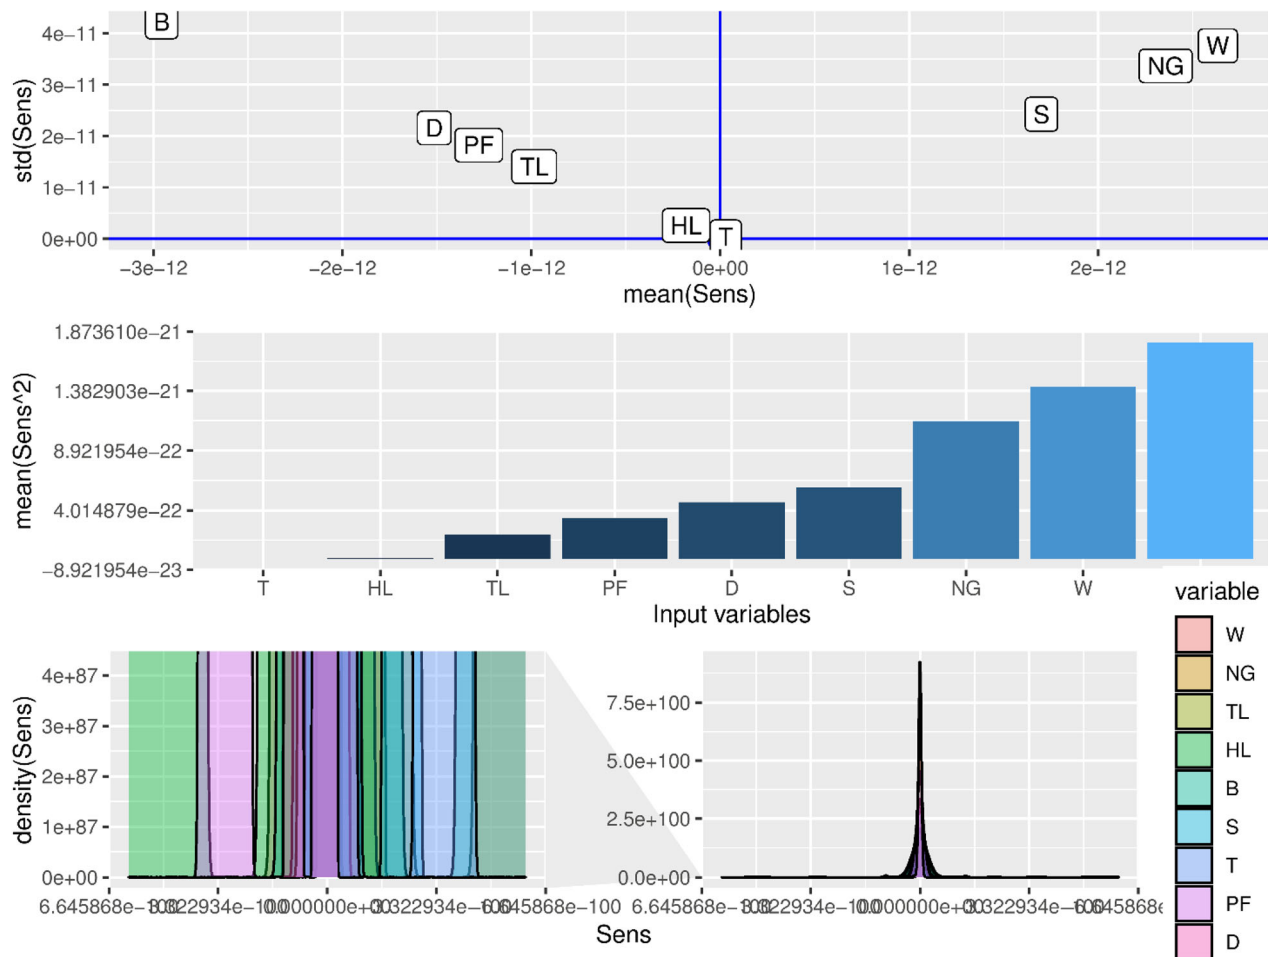 B
W
NG
S
D
PF
TL
HL
T
4e−11
3e−11
2e−11
1e−11
0e+00
std(Sens)
−3e−12 −2e−12 −1e−12 0e+00 1e−12 2e−12
mean(Sens)
1.873610e−21
1.382903e−21
8.921954e−22
4.014879e−22
−8.921954e−23
mean(Sens^2)
T HL TL PF D S NG W
Input variables
variable
W
NG
TL
HL
B
S
T
PF
D
4e+87
3e+87
2e+87
1e+87
0e+00
density(Sens)
7.5e+100
5.0e+100
2.5e+100
0.0e+00
Sens